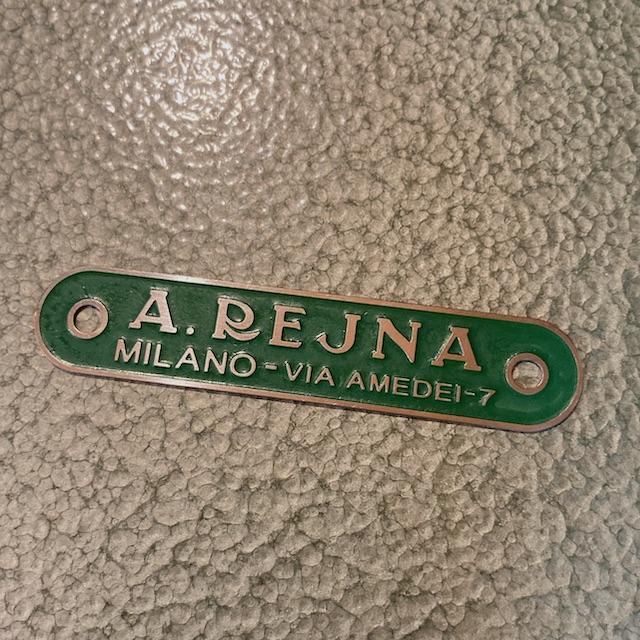 A. REJNA
MILANO - VIA AMEDEI-7